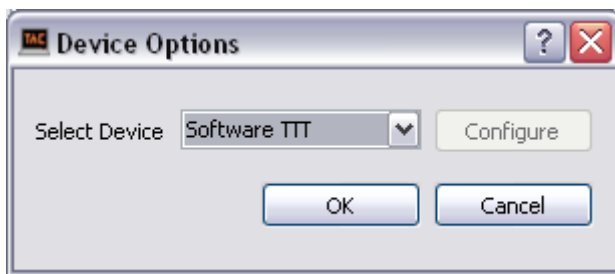 TAC Device Options
Select Device Software TTT Configure
OK Cancel